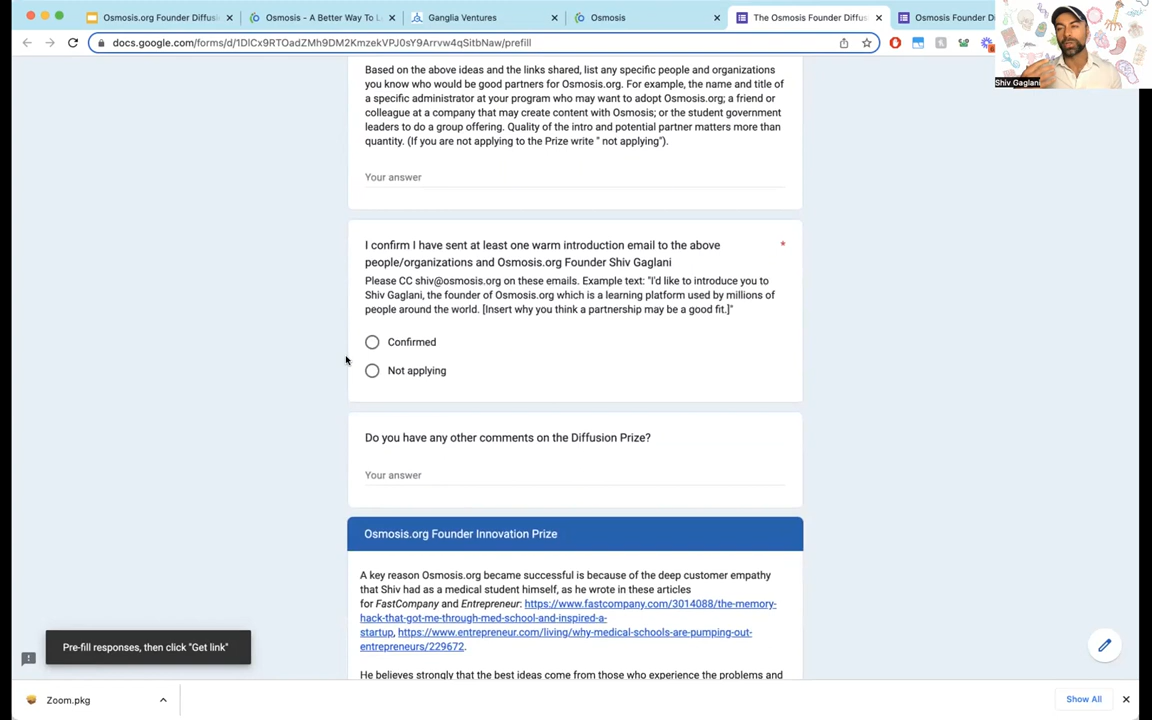 Osmosis.org Founder Diffusi
Osmosis - A Better Way To L
Ganglia Ventures
Osmosis
The Osmosis Founder Diffus
Osmosis Founder D
docs.google.com/forms/d/1DlCx9RTOadZMh9DM2KmzekVPJ0sY9Arrvw4qSitbNaw/prefill
Shiv Gaglani
Based on the above ideas and the links shared, list any specific people and organizations
you know who would be good partners for Osmosis.org. For example, the name and title of
a specific administrator at your program who may want to adopt Osmosis.org; a friend or
colleague at a company that may create content with Osmosis; or the student government
leaders to do a group offering. Quality of the intro and potential partner matters more than
quantity. (If you are not applying to the Prize write " not applying").
Your answer
I confirm I have sent at least one warm introduction email to the above *
people/organizations and Osmosis.org Founder Shiv Gaglani
Please CC shiv@osmosis.org on these emails. Example text: "I'd like to introduce you to
Shiv Gaglani, the founder of Osmosis.org which is a learning platform used by millions of
people around the world. [Insert why you think a partnership may be a good fit.]"
Confirmed
Not applying
Do you have any other comments on the Diffusion Prize?
Your answer
Osmosis.org Founder Innovation Prize
A key reason Osmosis.org became successful is because of the deep customer empathy
that Shiv had as a medical student himself, as he wrote in these articles
for FastCompany and Entrepreneur: https://www.fastcompany.com/3014088/the-memory-
hack-that-got-me-through-med-school-and-inspired-a-
startup, https://www.entrepreneur.com/living/why-medical-schools-are-pumping-out-
entrepreneurs/229672.
He believes strongly that the best ideas come from those who experience the problems and
Pre-fill responses, then click "Get link"
Zoom.pkg
Show All